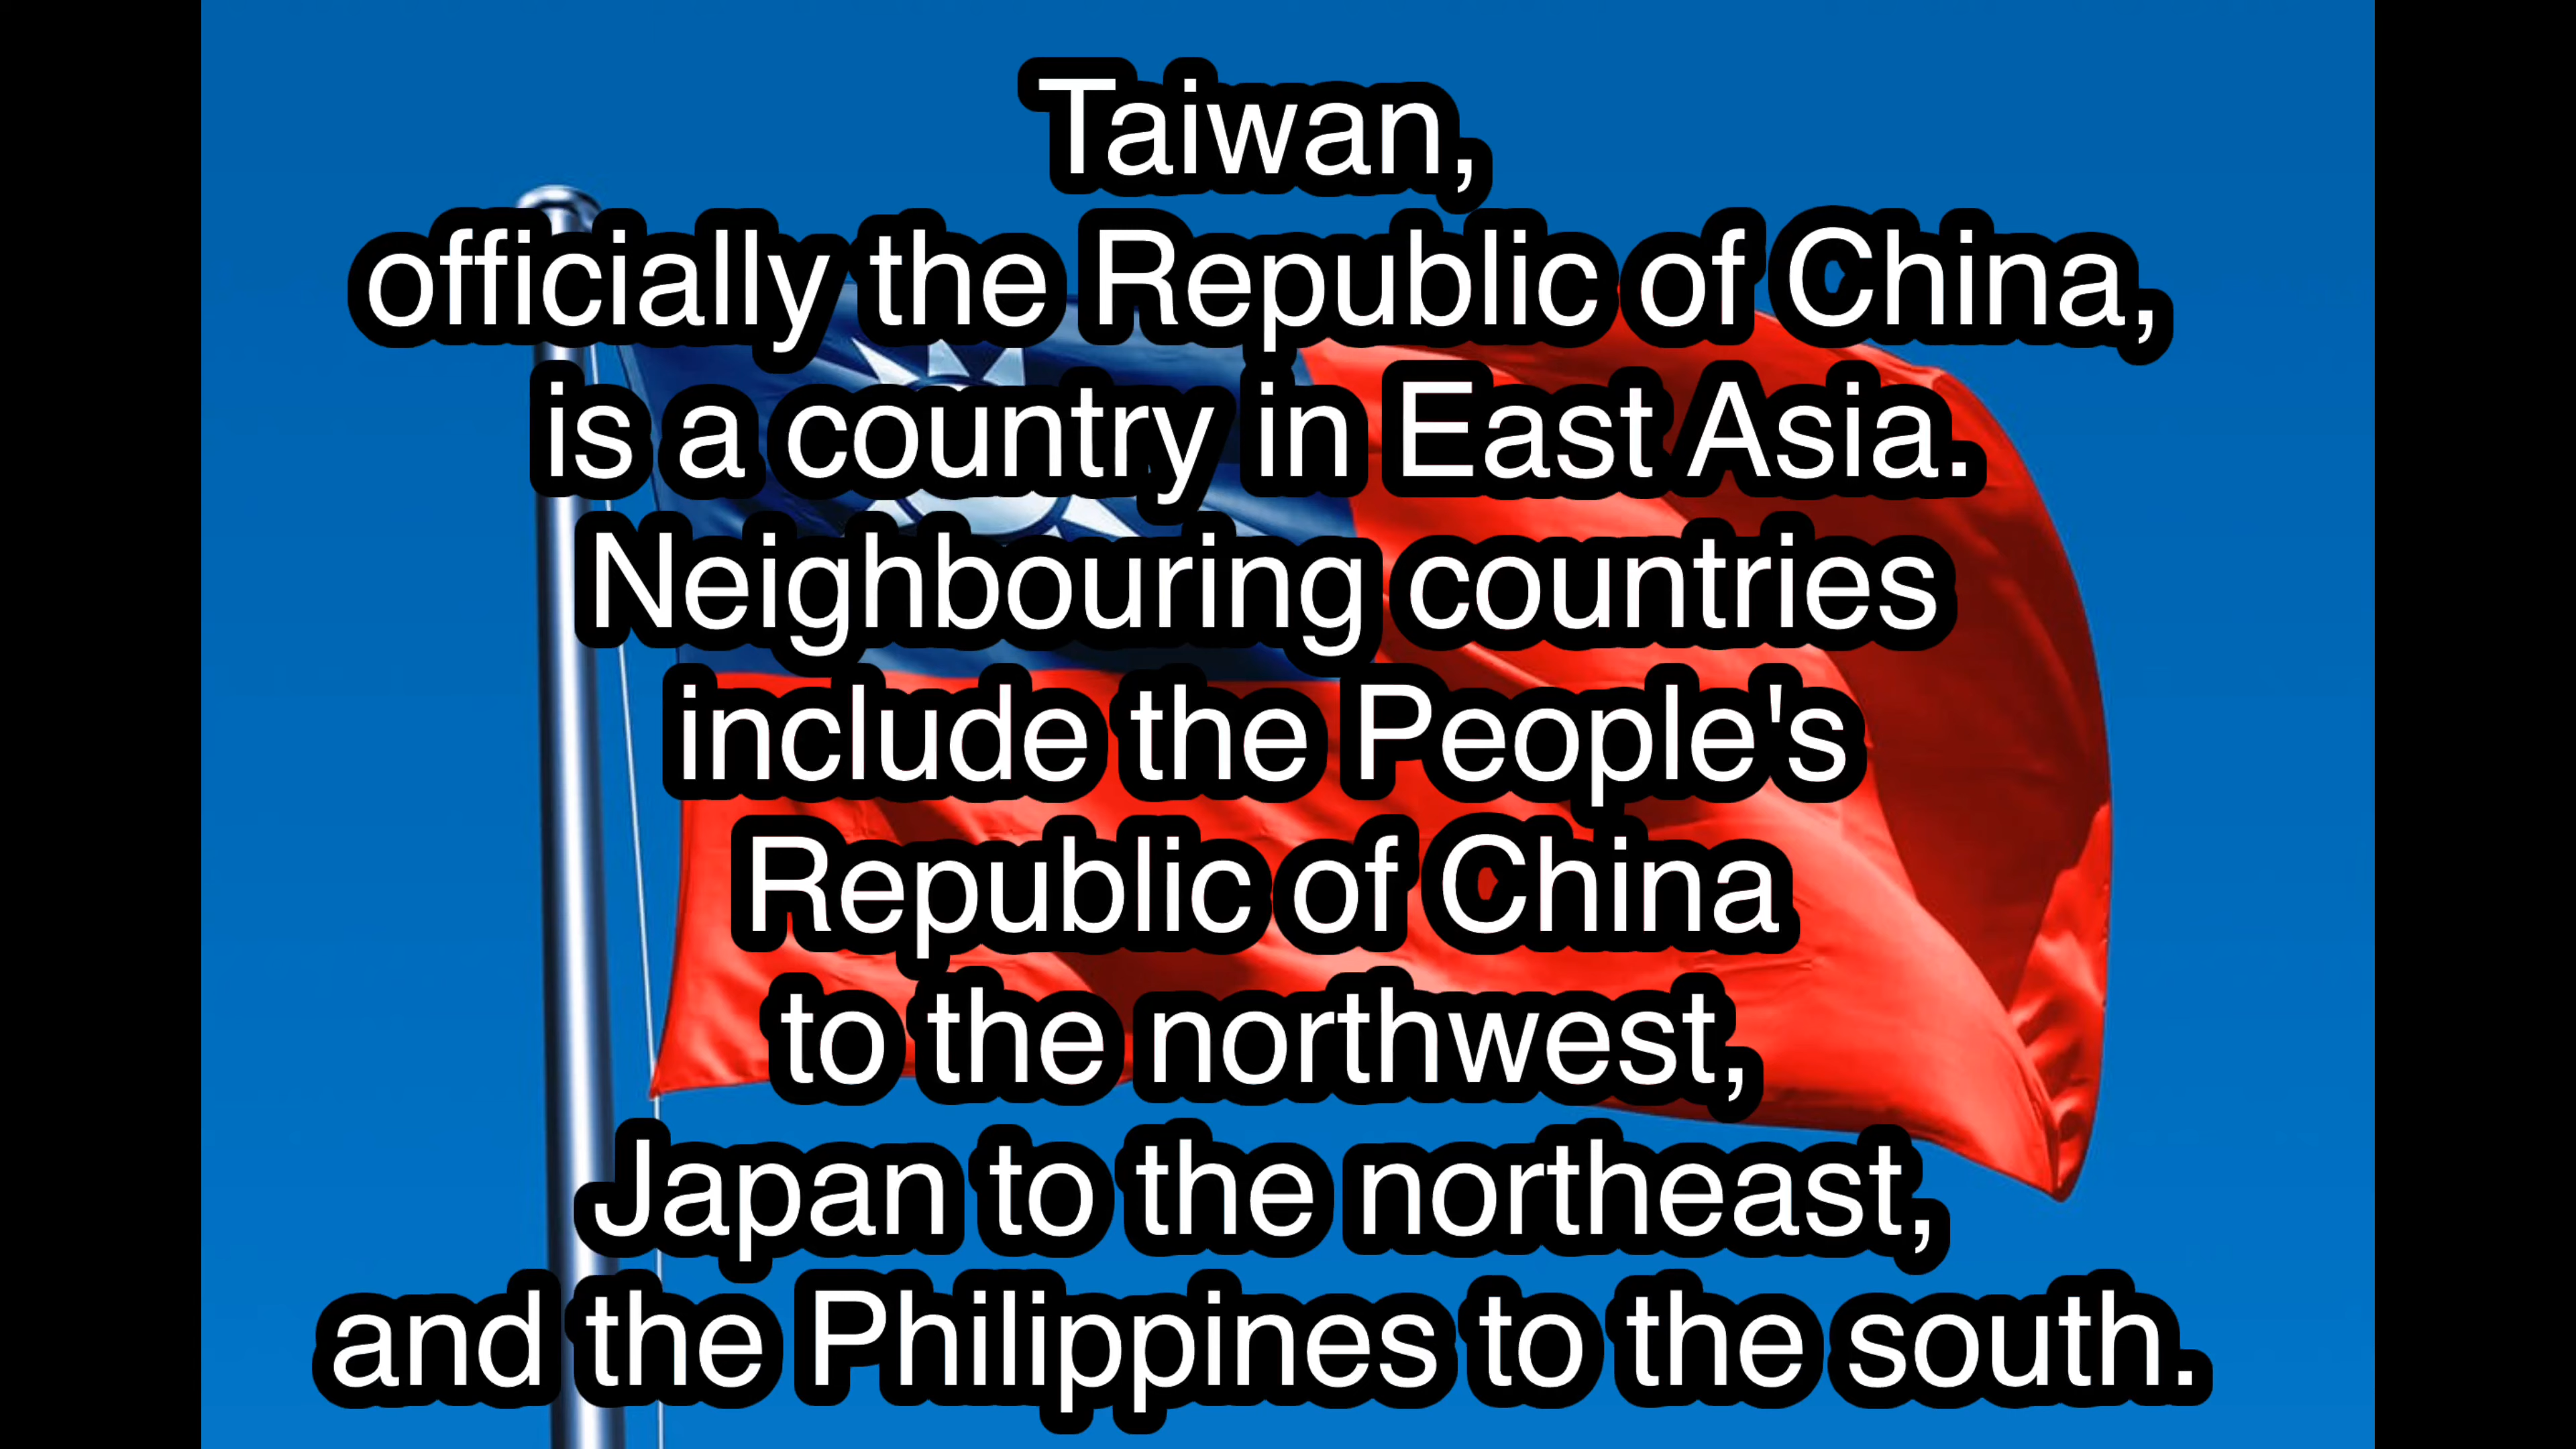 Taiwan,
officially the Republic of China,
is a country in East Asia.
Neighbouring countries
include the People's
Republic of China
to the northwest,
Japan to the northeast,
and the Philippines to the south.